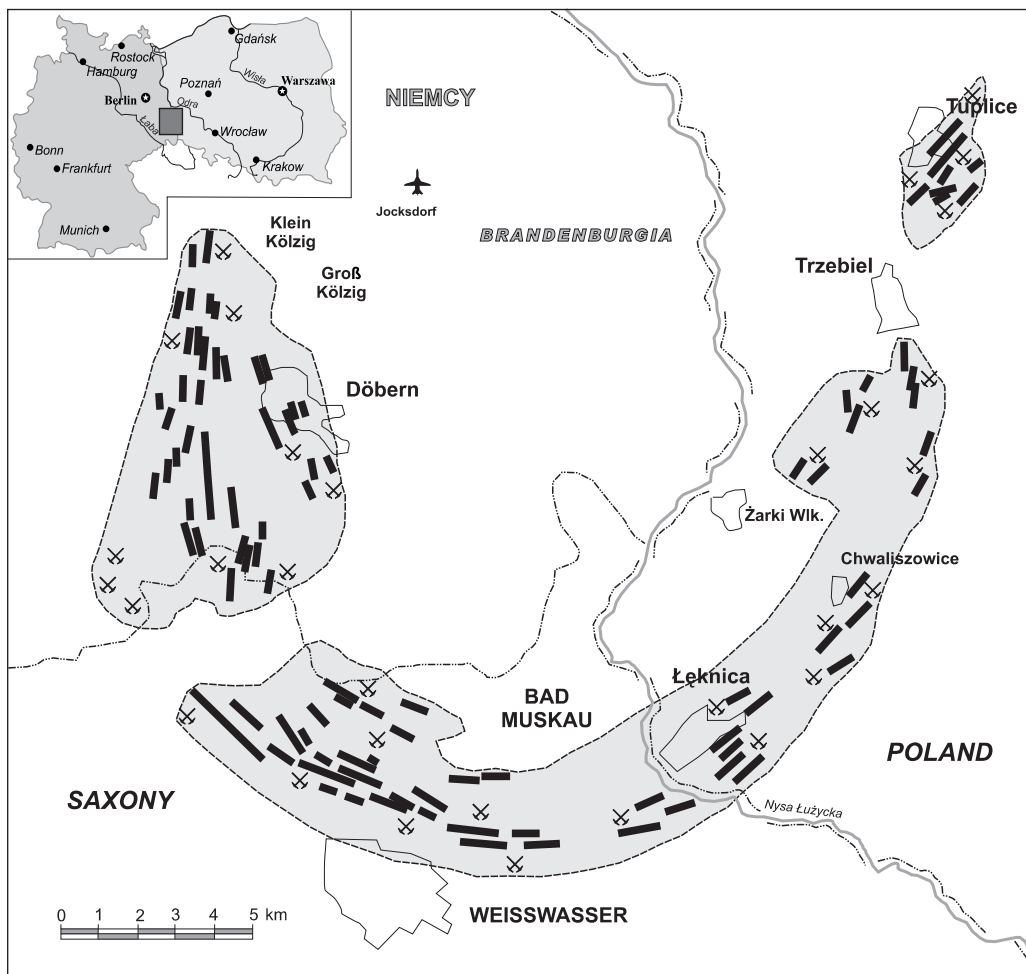 Gdańsk
Rostock
Hamburg
Wisła
Poznań
Warszawa
Berlin
Odra
Łaba
Wrocław
Bonn
Frankfurt
Krakow
Munich
NIEMCY
Jocksdorf
BRANDENBURGIA
Tuplice
Klein
Kölzig
Groß
Kölzig
Trzebiel
Döbern
Żarki Wlk.
Chwaliszowice
Łęknica
BAD
MUSKAU
POLAND
SAXONY
Nysa Łużycka
WEISSWASSER
0 1 2 3 4 5 km